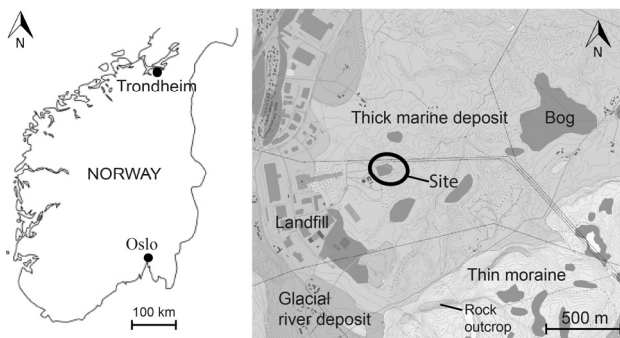 N
Trondheim
NORWAY
Oslo
100 km
N
Thick marine deposit
Bog
Site
Landfill
Thin moraine
Glacial
river deposit
Rock
outcrop
500 m